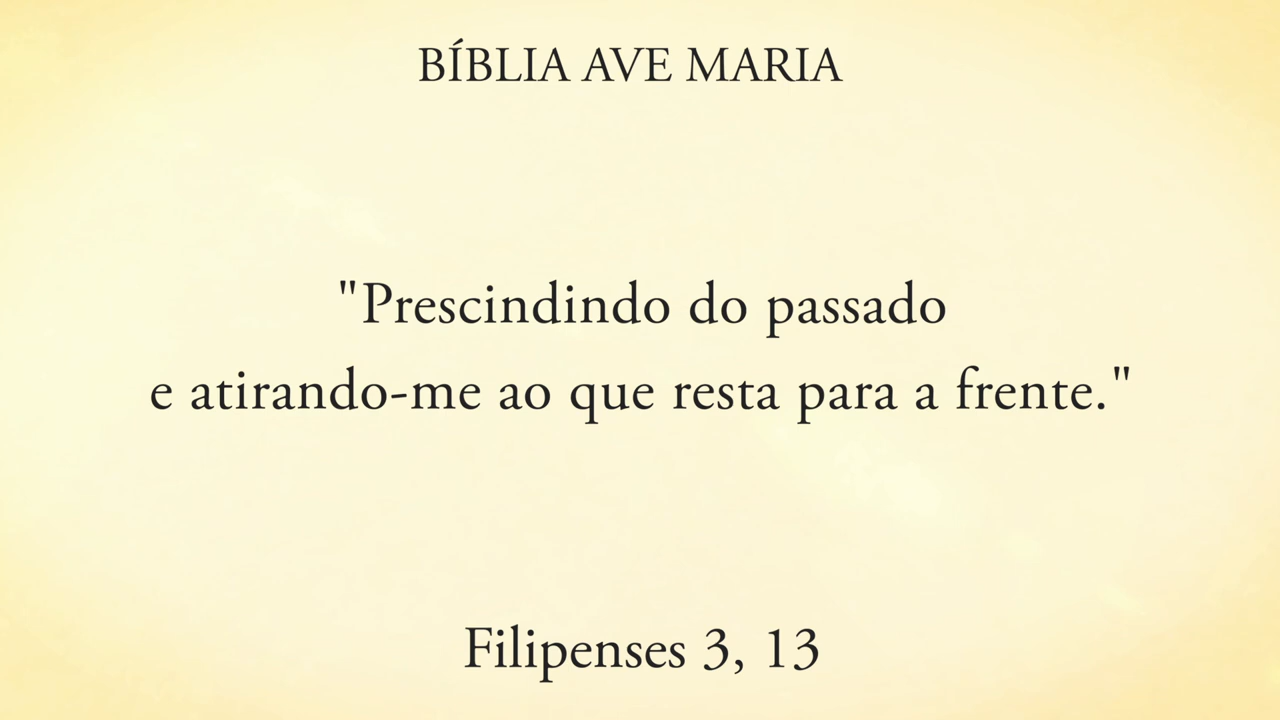 BÍBLIA AVE MARIA
"Prescindindo do passado
e atirando-me ao que resta para a frente."
Filipenses 3, 13